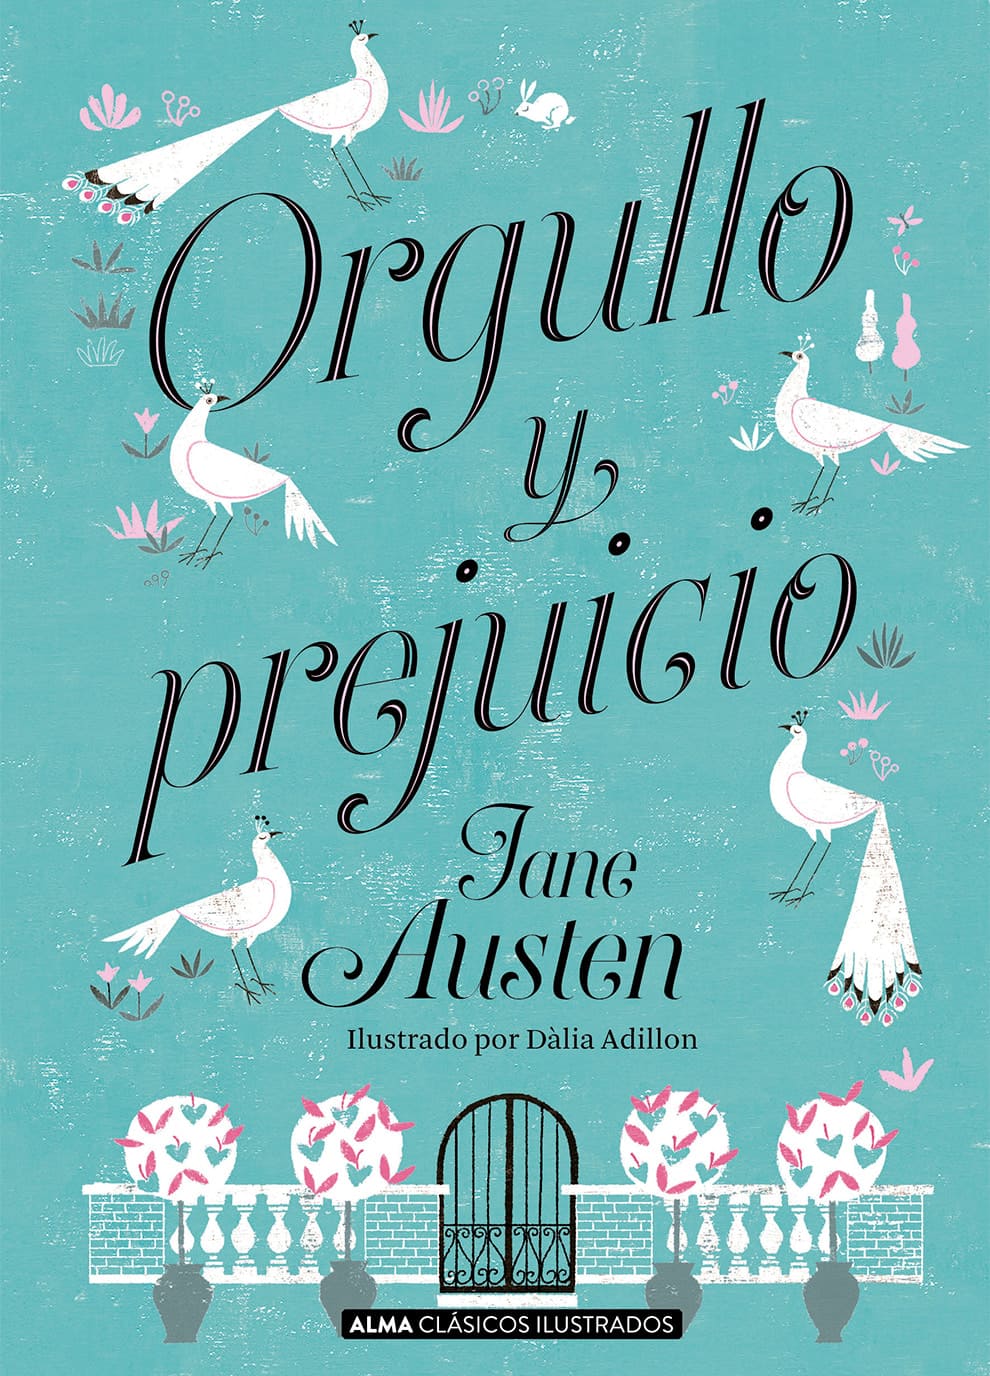 Orgullo
y
prejuicio
Jane
Austen
Ilustrado por Dàlia Adillon
ALMA CLÁSICOS ILUSTRADOS